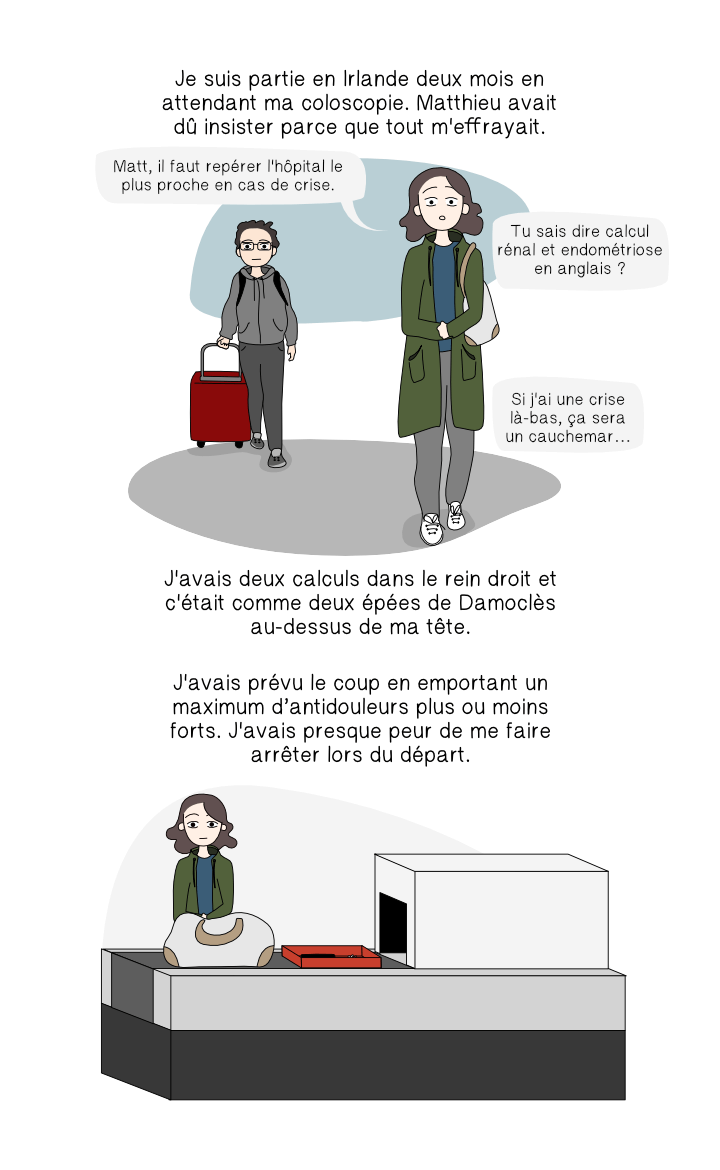 Je suis partie en Irlande deux mois en
attendant ma coloscopie. Matthieu avait
dû insister parce que tout m'effrayait.
Matt, il faut repérer l'hôpital le
plus proche en cas de crise.
Tu sais dire calcul
rénal et endométriose
en anglais ?
Si j'ai une crise
là-bas, ça sera
un cauchemar...
J'avais deux calculs dans le rein droit et
c'était comme deux épées de Damoclès
au-dessus de ma tête.
J'avais prévu le coup en emportant un
maximum d’antidouleurs plus ou moins
forts. J'avais presque peur de me faire
arrêter lors du départ.